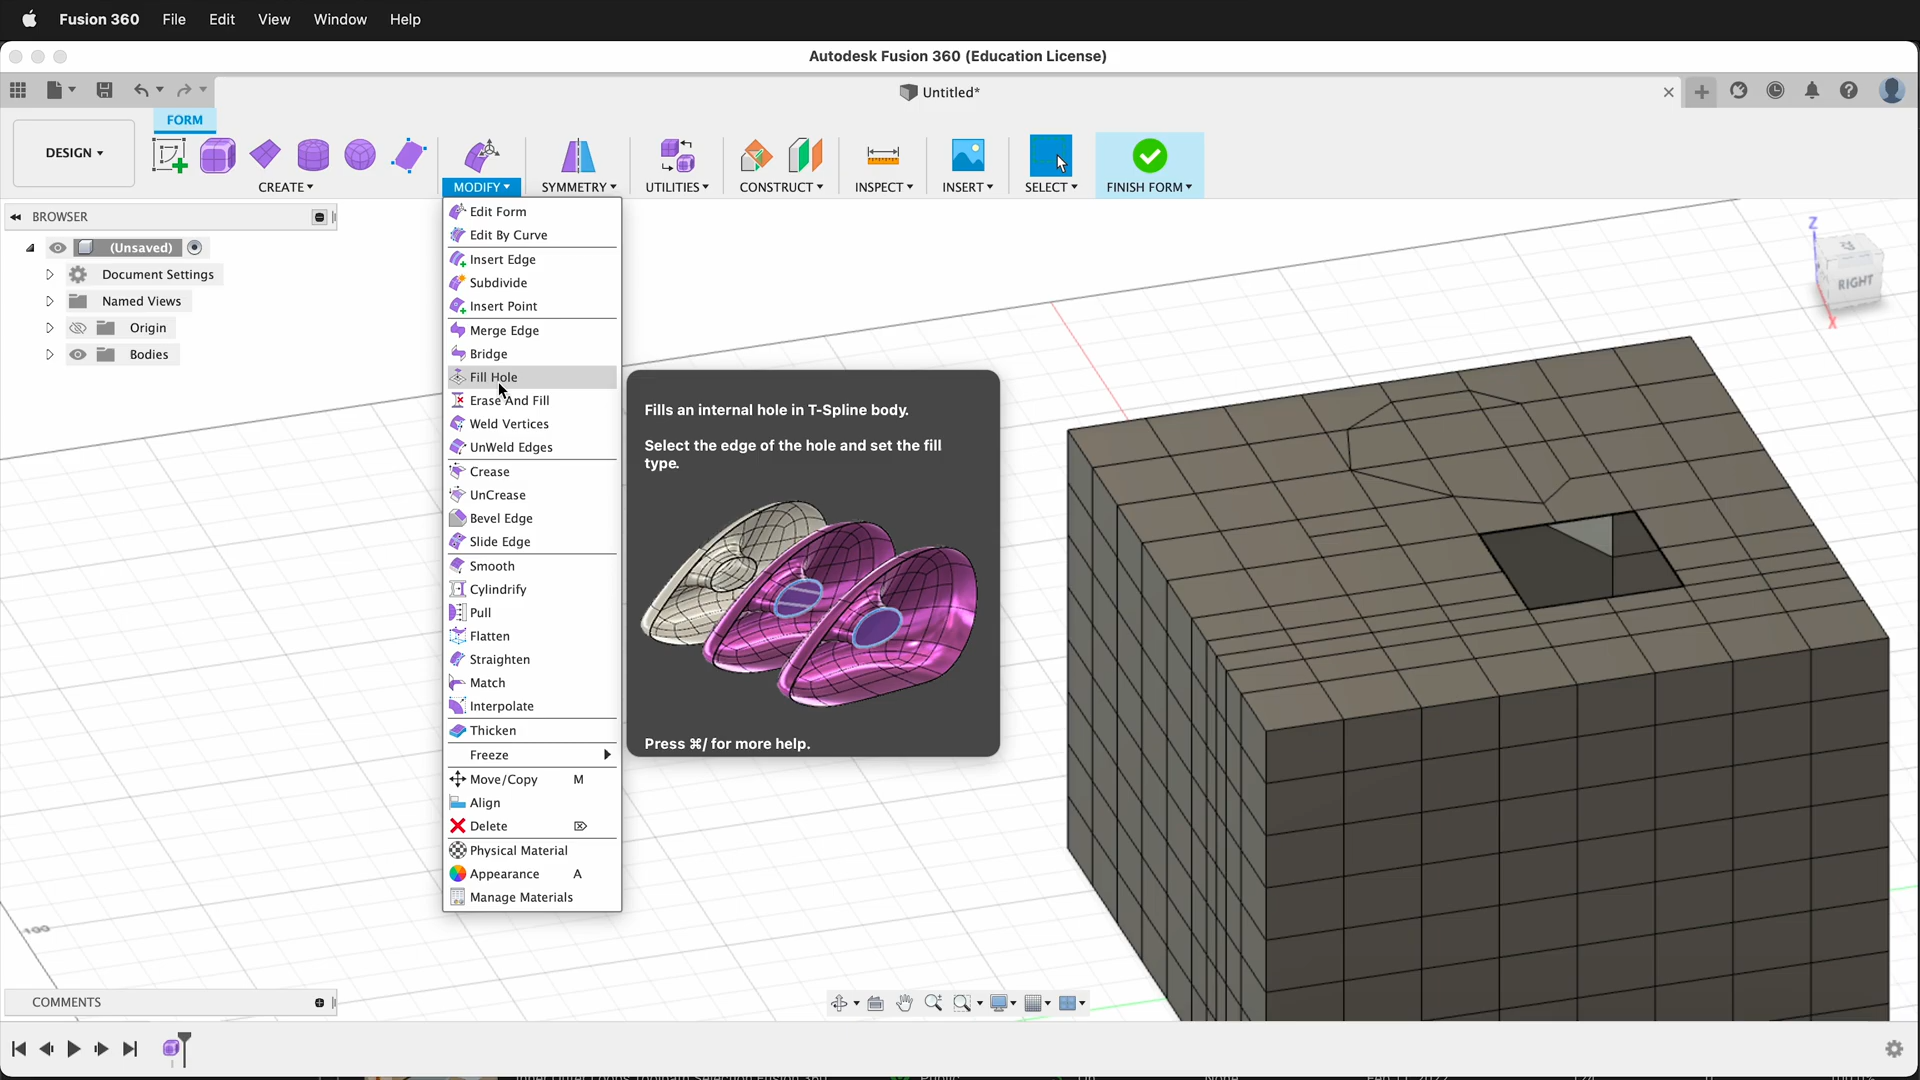 Fusion 360 File Edit View Window Help
Autodesk Fusion 360 (Education License)
Untitled*
FORM
DESIGN
CREATE MODIFY SYMMETRY UTILITIES CONSTRUCT INSPECT INSERT SELECT FINISH FORM
BROWSER
(Unsaved)
Document Settings
Named Views
Origin
Bodies
Edit Form
Edit By Curve
Insert Edge
Subdivide
Insert Point
Merge Edge
Bridge
Fill Hole
Erase And Fill
Weld Vertices
UnWeld Edges
Crease
UnCrease
Bevel Edge
Slide Edge
Smooth
Cylindrify
Pull
Flatten
Straighten
Match
Interpolate
Thicken
Freeze
Move/Copy M
Align
Delete
Physical Material
Appearance A
Manage Materials
Fills an internal hole in T-Spline body.
Select the edge of the hole and set the fill
type.
Press ⌘/ for more help.
Z
RIGHT
X
100
COMMENTS